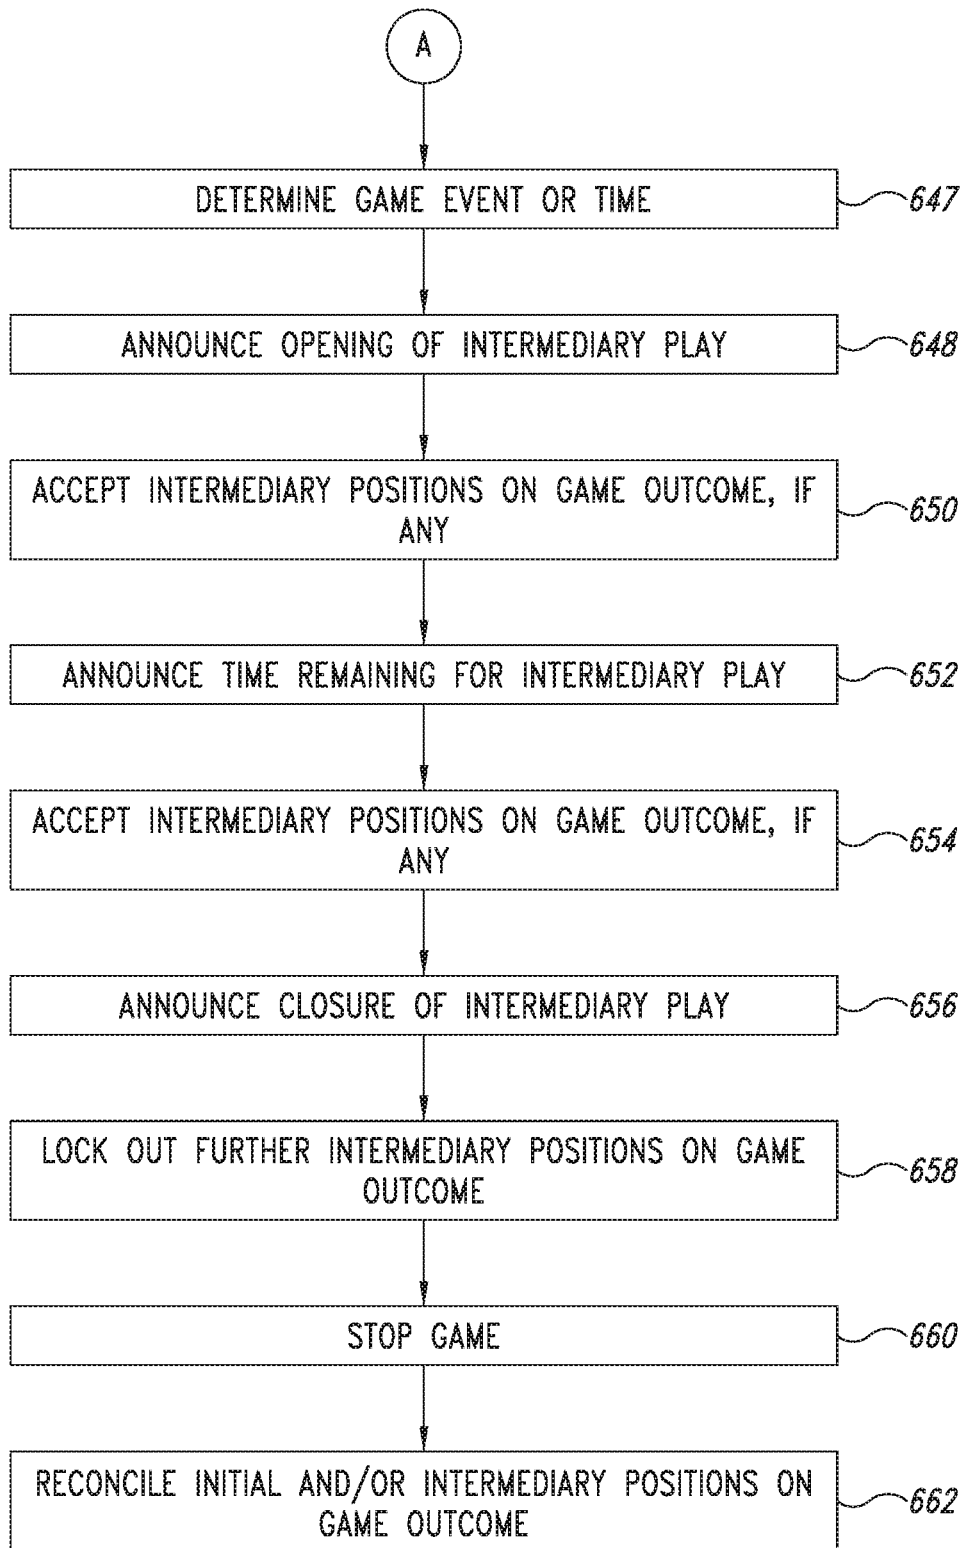 A
DETERMINE GAME EVENT OR TIME
647
ANNOUNCE OPENING OF INTERMEDIARY PLAY
648
ACCEPT INTERMEDIARY POSITIONS ON GAME OUTCOME, IF
ANY
650
ANNOUNCE TIME REMAINING FOR INTERMEDIARY PLAY
652
ACCEPT INTERMEDIARY POSITIONS ON GAME OUTCOME, IF
ANY
654
ANNOUNCE CLOSURE OF INTERMEDIARY PLAY
656
LOCK OUT FURTHER INTERMEDIARY POSITIONS ON GAME
OUTCOME
658
STOP GAME
660
RECONCILE INITIAL AND/OR INTERMEDIARY POSITIONS ON
GAME OUTCOME
662